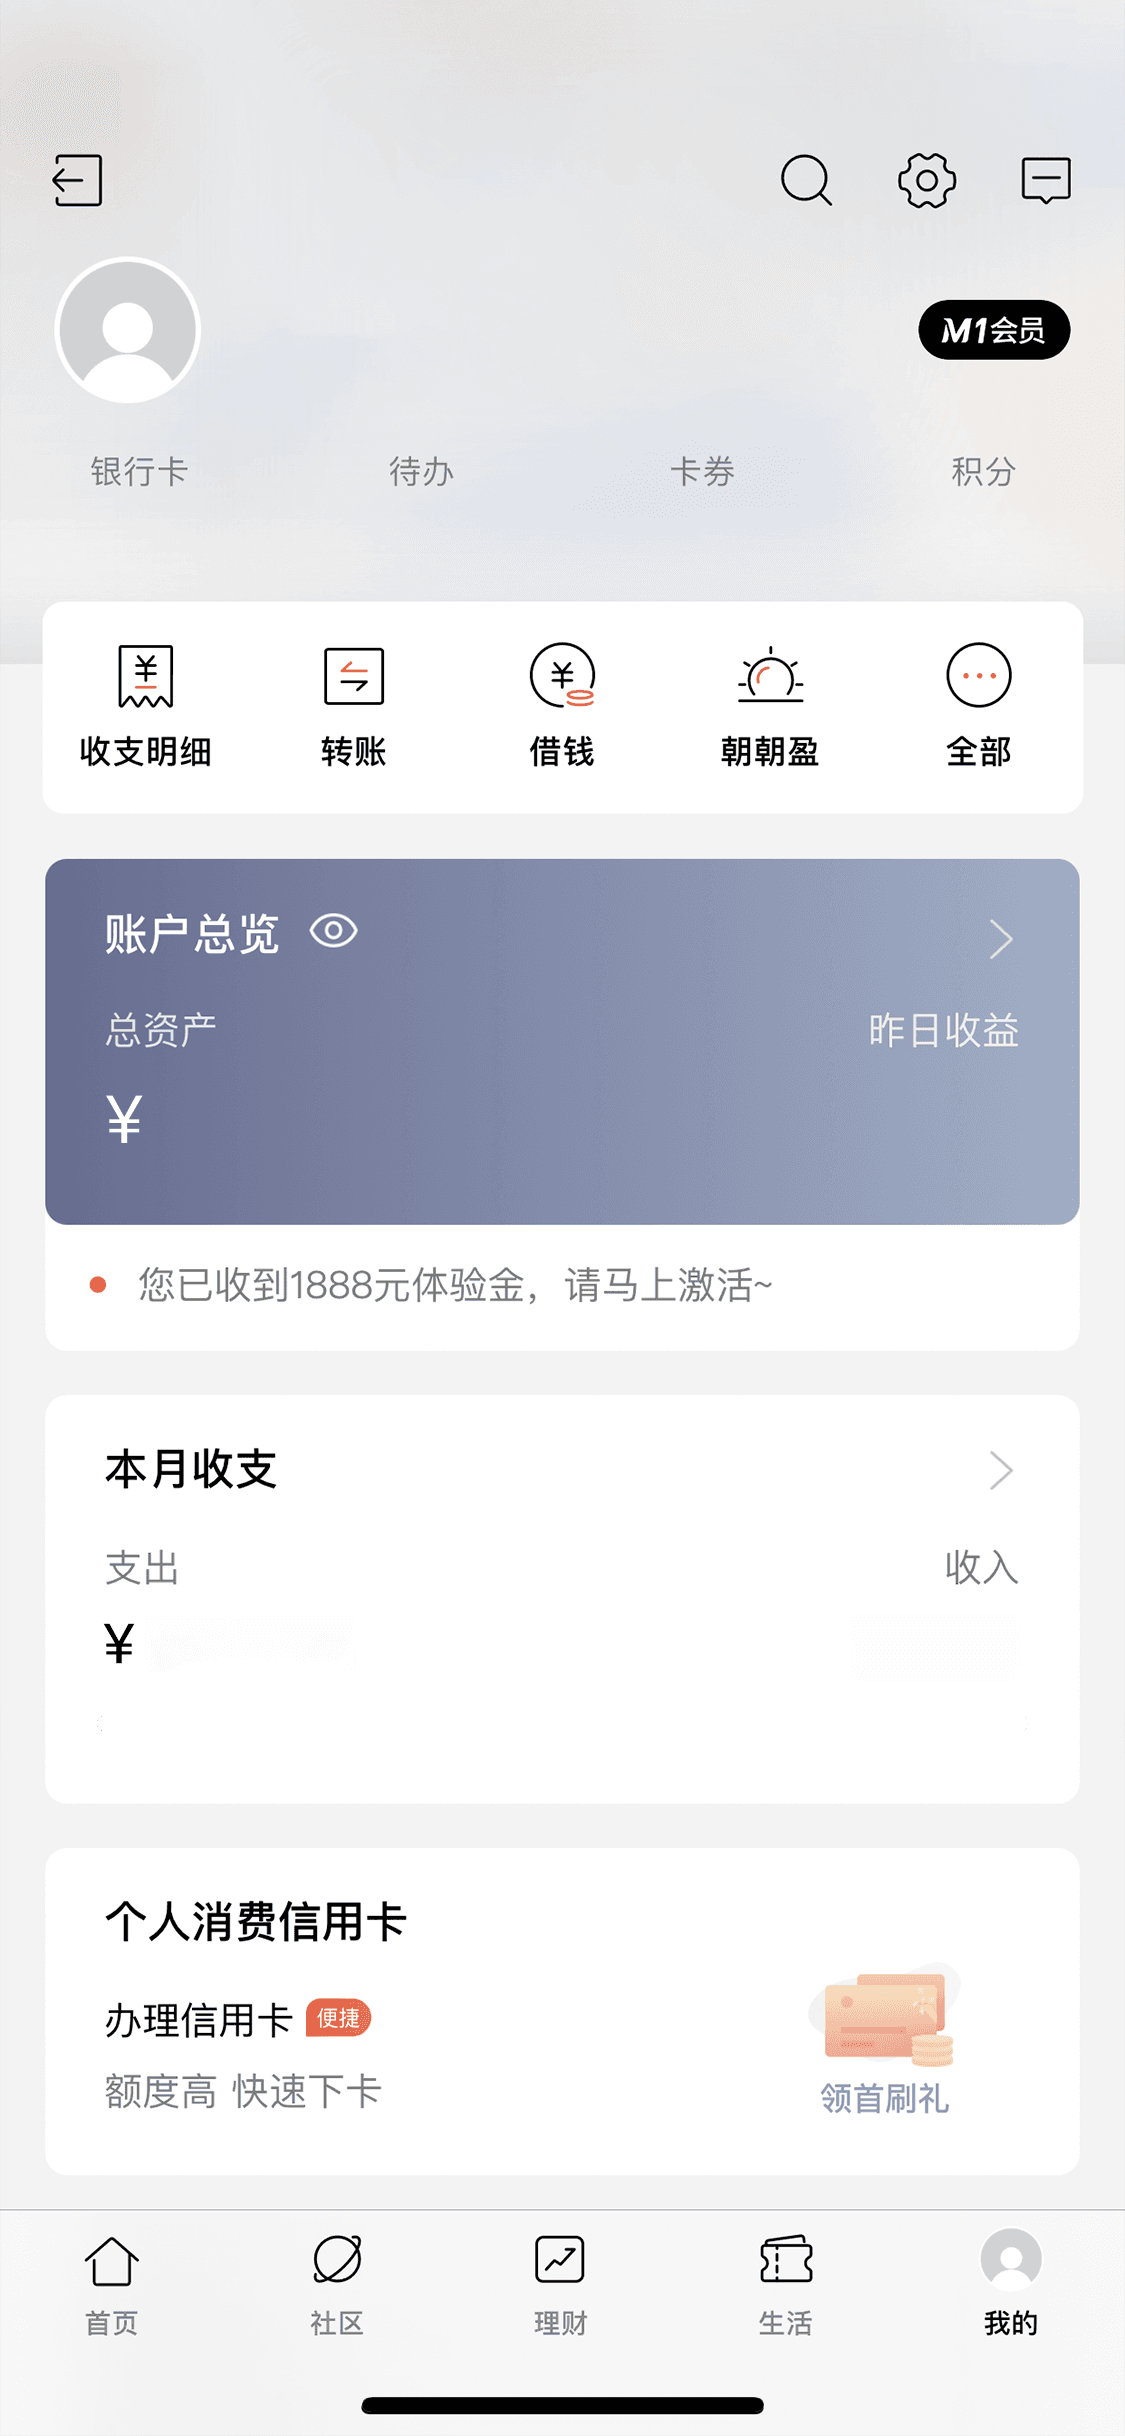 M1会员
银行卡 待办 卡券 积分
收支明细 转账 借钱 朝朝盈 全部
账户总览
总资产 昨日收益
¥
您已收到1888元体验金，请马上激活~
本月收支
支出 收入
¥
个人消费信用卡
办理信用卡 便捷
额度高 快速下卡
领首刷礼
首页 社区 理财 生活 我的